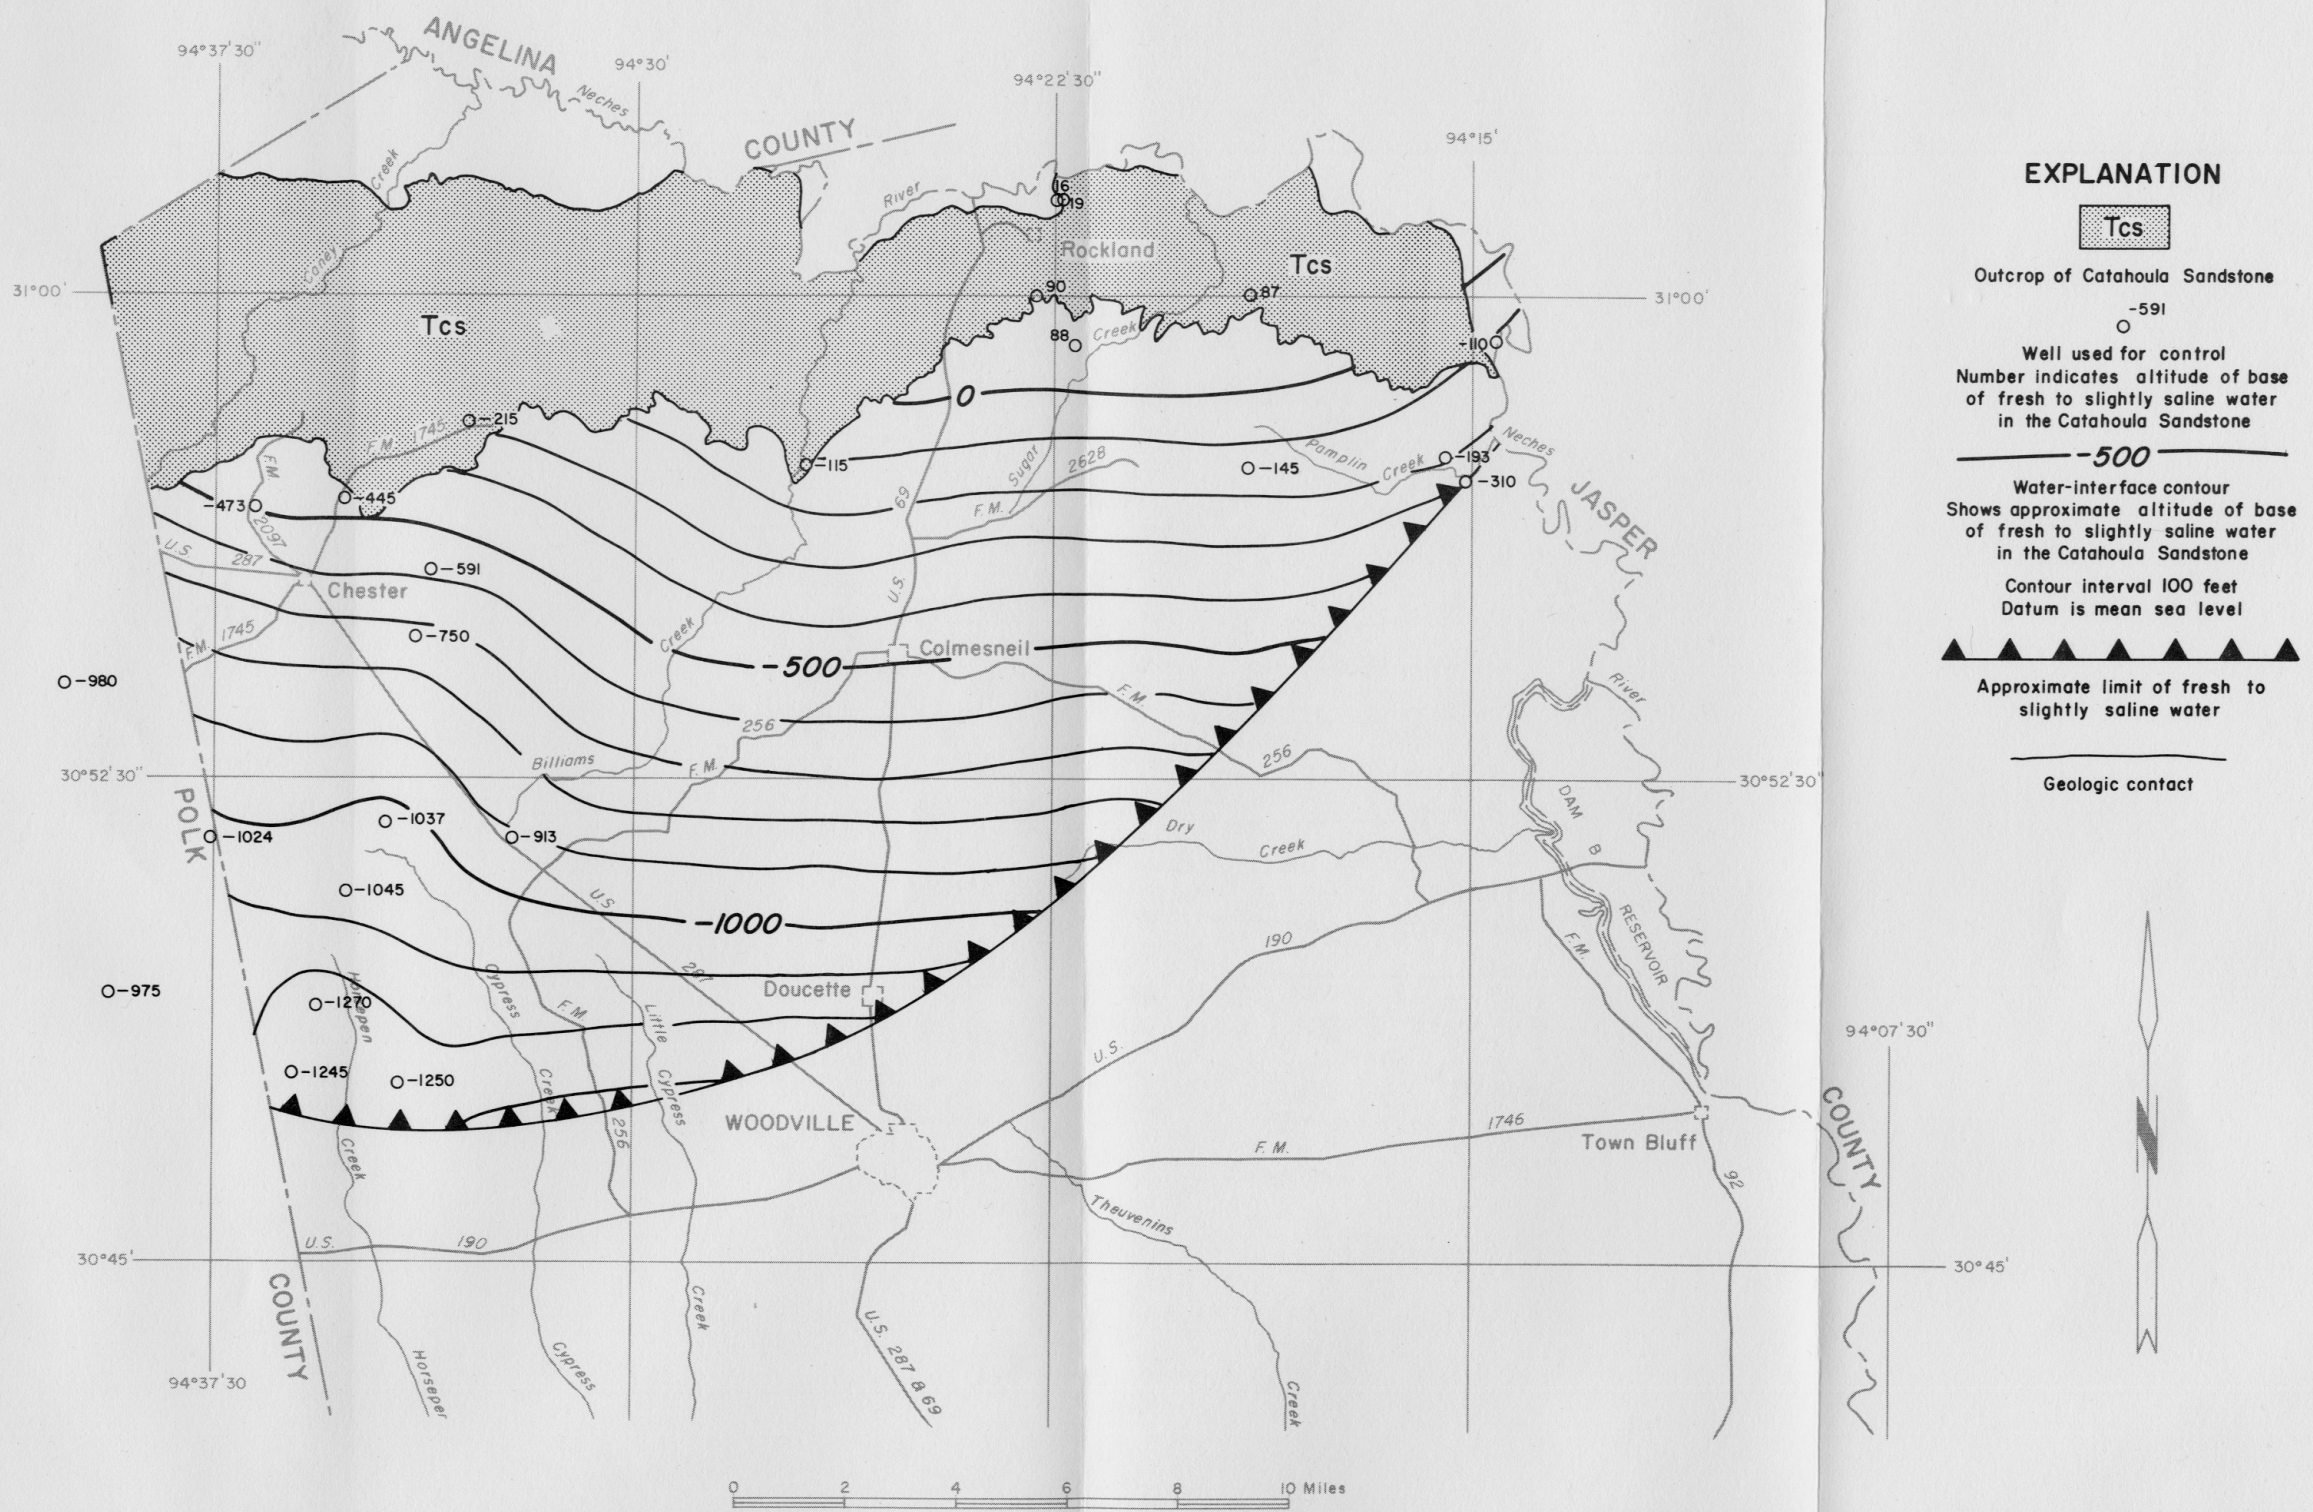 ANGELINA
94°37'30"
94°30'
94°22'30"
Neches
COUNTY
94°15'
Creek
River
16
19
Rockland
EXPLANATION
Tcs
Outcrop of Catahoula Sandstone
-591
Well used for control
Number indicates altitude of base
of fresh to slightly saline water
in the Catahoula Sandstone
-500
Water-interface contour
Shows approximate altitude of base
of fresh to slightly saline water
in the Catahoula Sandstone
Contour interval 100 feet
Datum is mean sea level
Approximate limit of fresh to
slightly saline water
Geologic contact
Caney
Tcs
31°00'
90
87
31°00'
Tcs
88
Creek
-110
0
-215
F.M. 1745
-115
Sugar
2628
-145
Pamplin
Creek
-193
Neches
-310
F.M.
2097
-473
-445
69
F.M.
JASPER
U.S.
287
-591
Chester
U.S.
F.M. 1745
-750
Creek
Colmesneil
-500
-980
F.M.
River
256
Billiams
F.M.
256
30°52'30"
30°52'30"
POLK
DAM
B
-1037
-1024
-913
Dry
Creek
-1045
U.S.
-1000
190
RESERVOIR
F.M.
287
-975
Horsepen
-1270
Cypress
F.M.
Little
Doucette
94°07'30"
U.S.
-1245
-1250
Creek
Cypress
256
WOODVILLE
1746
F.M.
Town Bluff
COUNTY
N
Creek
92
Theuvenins
U.S.
190
30°45'
30°45'
COUNTY
Creek
U.S. 287 & 69
94°37'30
Horseper
Cypress
Creek
0 2 4 6 8 10 Miles